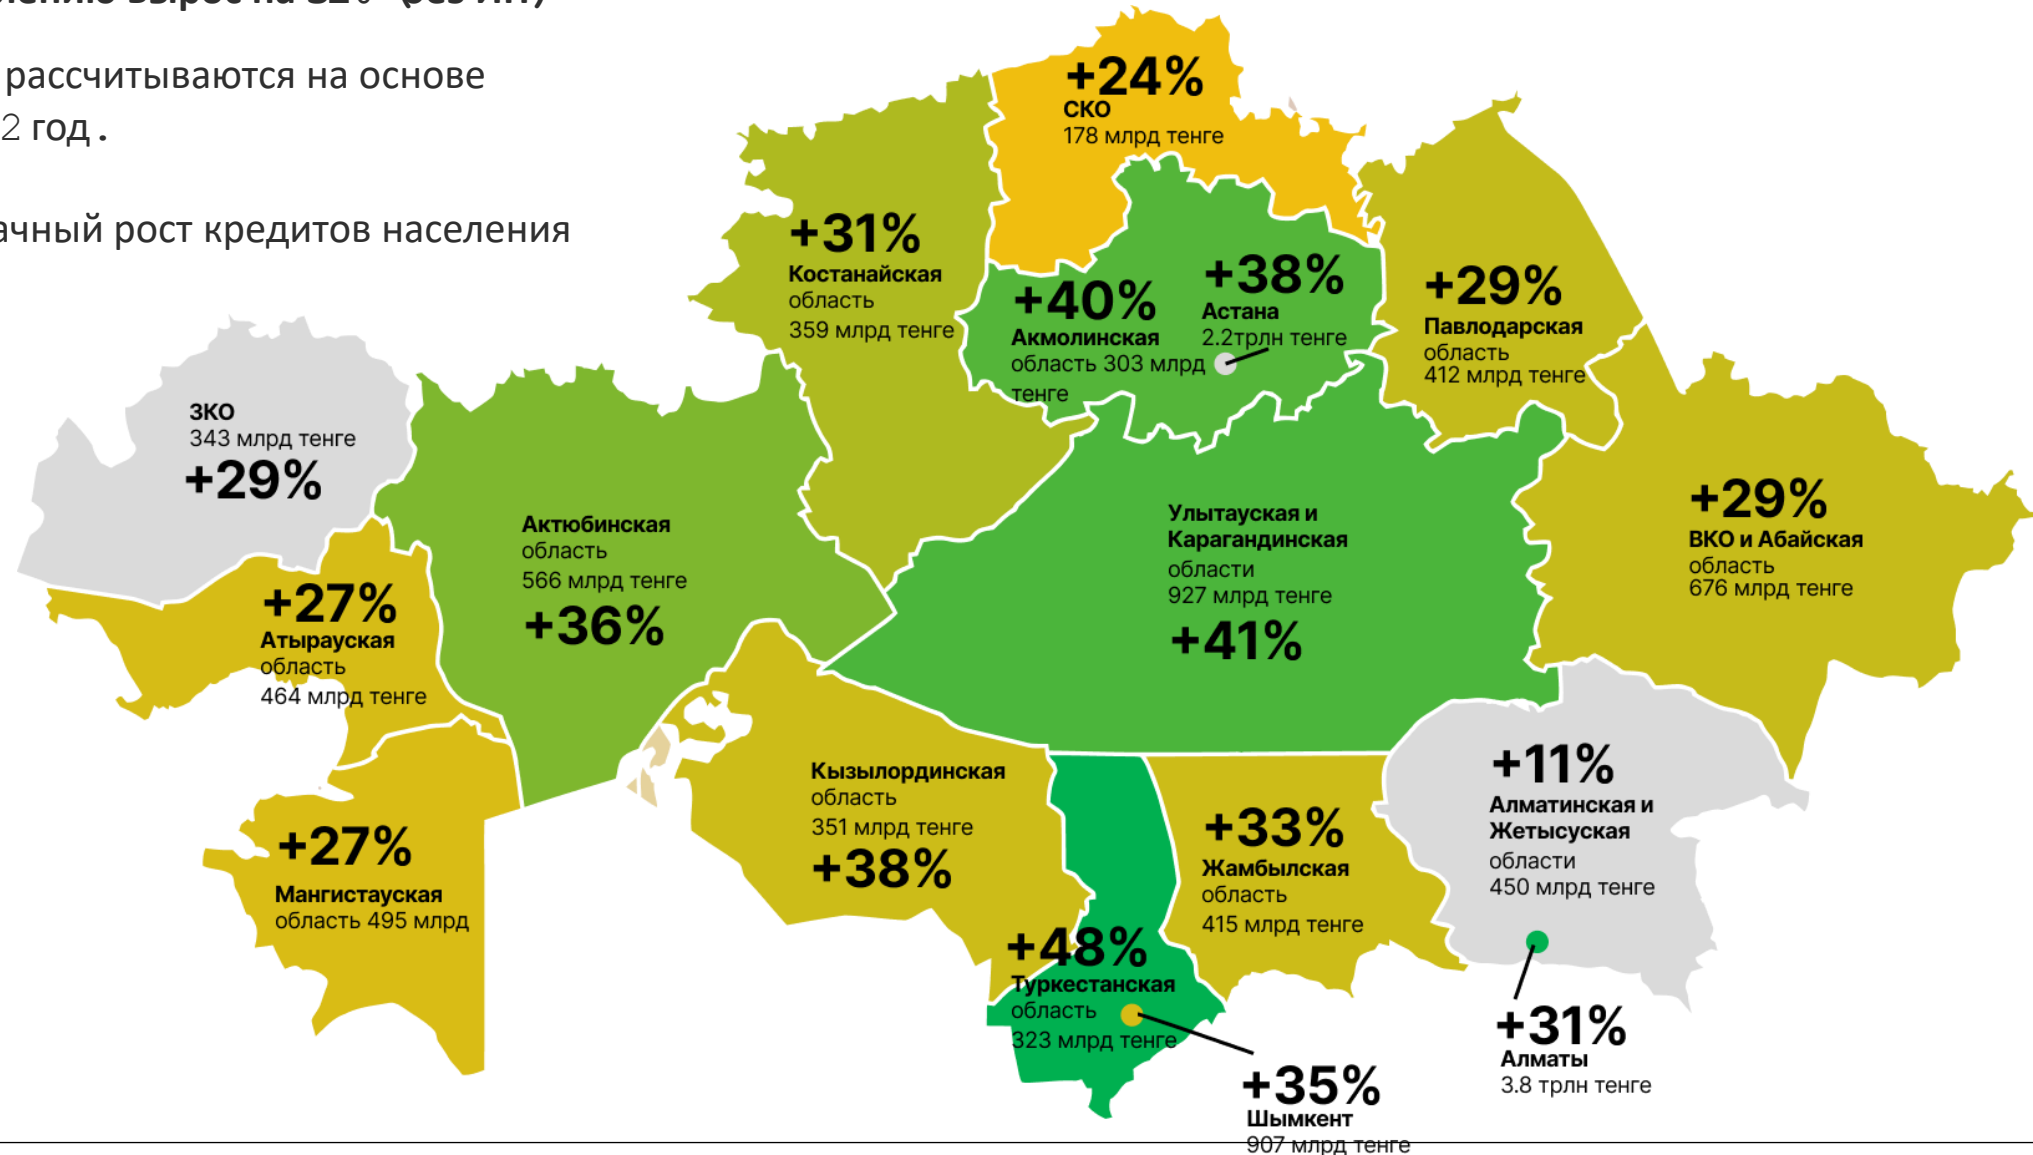 вырос на 32%
рассчитываются на основе
2 год.
рост кредитов населения
+24%
СКО
178 млрд тенге
+31%
Костанайская
область
359 млрд тенге
+40%
Акмолинская
область 303 млрд
тенге
+38%
Астана
2.2трлн тенге
+29%
Павлодарская
область
412 млрд тенге
ЗКО
343 млрд тенге
+29%
Актюбинская
область
566 млрд тенге
+36%
Улытауская и
Карагандинская
области
927 млрд тенге
+41%
+29%
ВКО и Абайская
область
676 млрд тенге
+27%
Атырауская
область
464 млрд тенге
+27%
Мангистауская
область 495 млрд
Кызылординская
область
351 млрд тенге
+38%
+48%
Туркестанская
область
323 млрд тенге
+33%
Жамбылская
область
415 млрд тенге
+11%
Алматинская и
Жетысуская
области
450 млрд тенге
+31%
Алматы
3.8 трлн тенге
+35%
Шымкент
907 млрд тенге